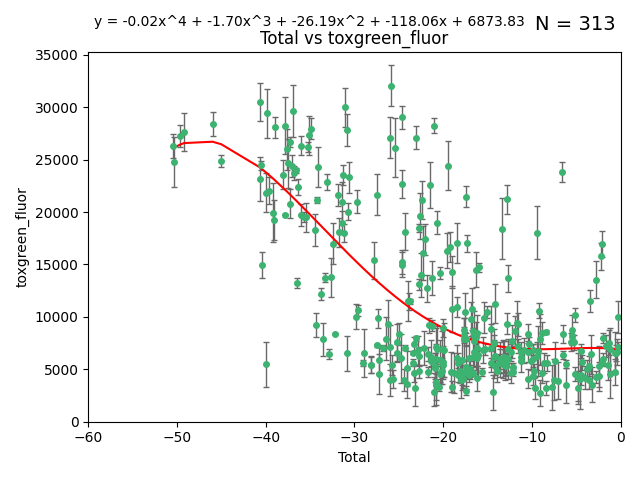 y = -0.02x^4 + -1.70x^3 + -26.19x^2 + -118.06x + 6873.83 N = 313
Total vs toxgreen_fluor
35000
30000
25000
20000
15000
10000
5000
0
toxgreen_fluor
−60 −50 −40 −30 −20 −10 0
Total